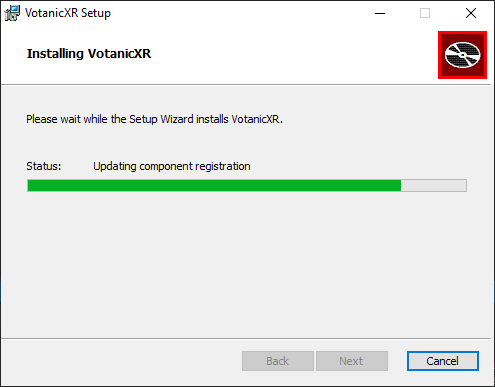 VotanicXR Setup
Installing VotanicXR
Please wait while the Setup Wizard installs VotanicXR.
Status: Updating component registration
Back Next Cancel